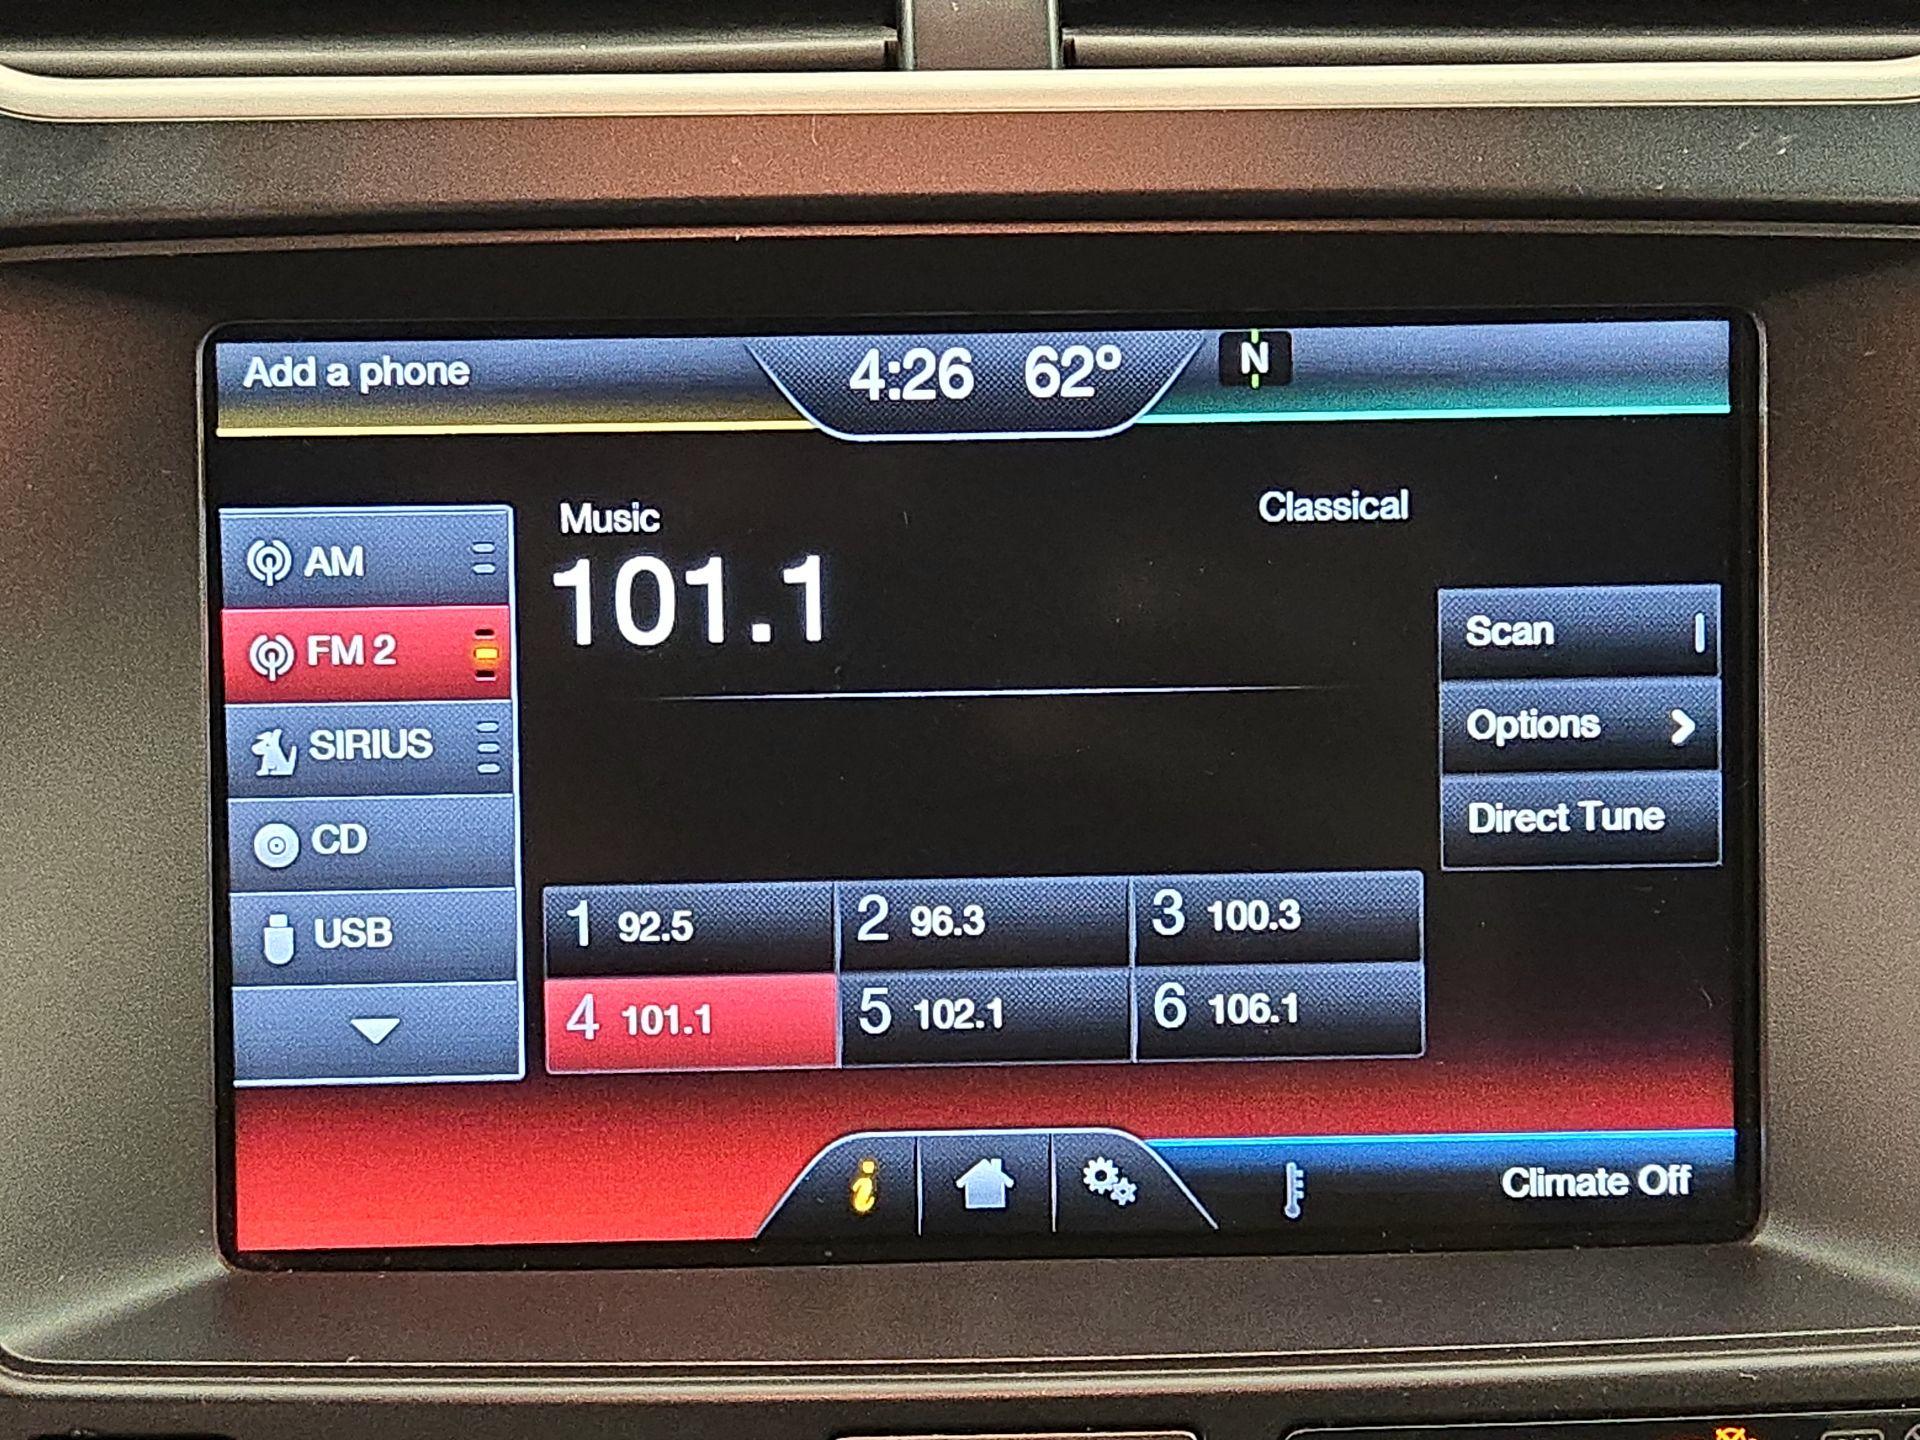 Add a phone
4:26 62°
N
Music
Classical
101.1
AM
FM 2
SIRIUS
CD
USB
Scan
Options
Direct Tune
1 92.5
2 96.3
3 100.3
4 101.1
5 102.1
6 106.1
i
Climate Off